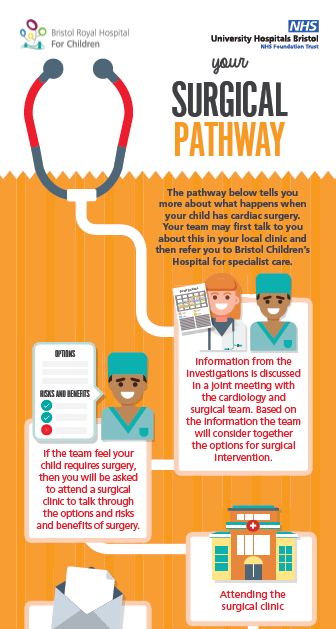 Bristol Royal Hospital
For Children
NHS
University Hospitals Bristol
NHS Foundation Trust
your
SURGICAL
PATHWAY
The pathway below tells you
more about what happens when
your child has cardiac surgery.
Your team may first talk to you
about this in your local clinic and
then refer you to Bristol Children's
Hospital for specialist care.
Information from the
investigations is discussed
in a joint meeting with
the cardiology and
surgical team. Based on
the information the team
will consider together
the options for surgical
intervention.
OPTIONS
RISKS AND BENEFITS
If the team feel your
child requires surgery,
then you will be asked
to attend a surgical
clinic to talk through
the options and risks
and benefits of surgery.
Attending the
surgical clinic